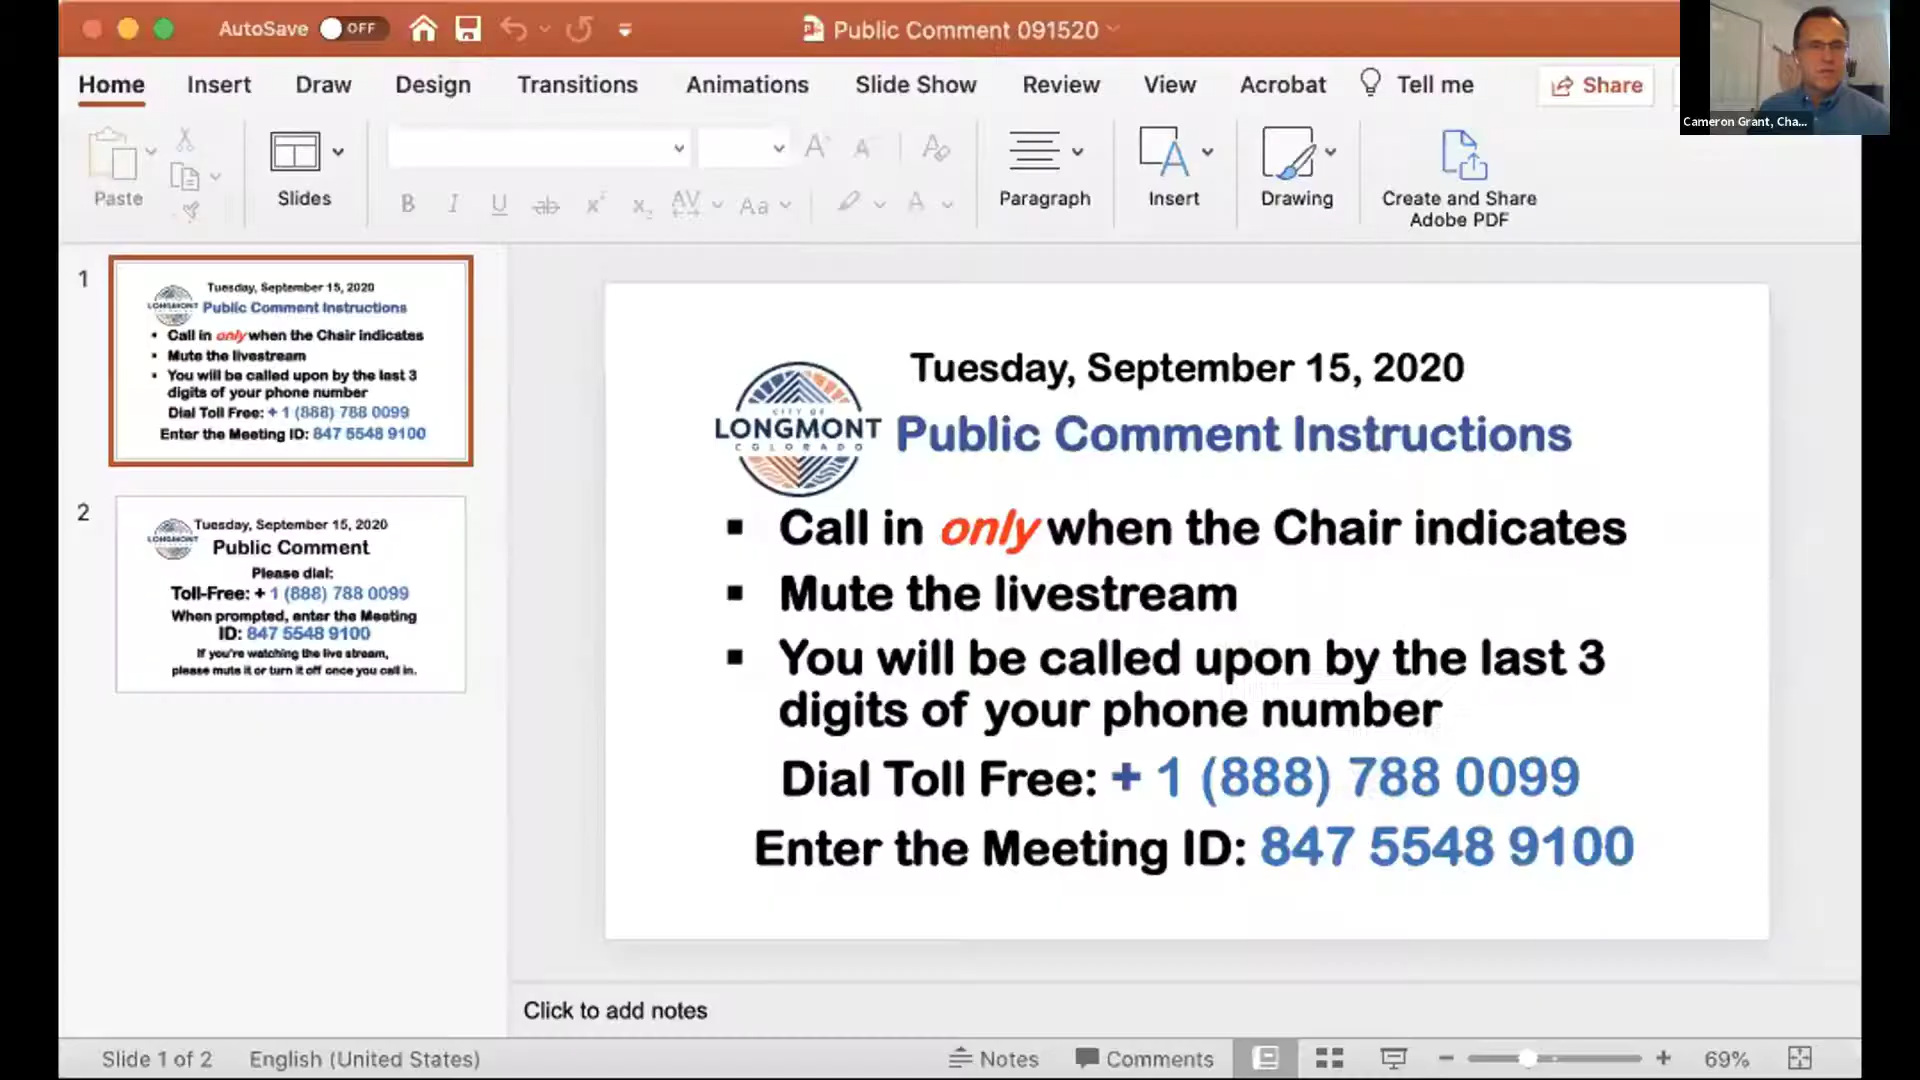 AutoSave OFF
Public Comment 091520
Cameron Grant, Cha...
Home Insert Draw Design Transitions Animations Slide Show Review View Acrobat Tell me Share
Paste
Slides
Paragraph
Insert
Drawing
Create and Share
Adobe PDF
1
Tuesday, September 15, 2020
LONGMONT
Public Comment Instructions
▪ Call in only when the Chair indicates
▪ Mute the livestream
▪ You will be called upon by the last 3
digits of your phone number
Dial Toll Free: + 1 (888) 788 0099
Enter the Meeting ID: 847 5548 9100
2
Tuesday, September 15, 2020
LONGMONT
Public Comment
Please dial:
Toll-Free: + 1 (888) 788 0099
When prompted, enter the Meeting
ID: 847 5548 9100
If you're watching the live stream,
please mute it or turn it off once you call in.
Tuesday, September 15, 2020
CITY OF
LONGMONT
COLORADO
Public Comment Instructions
▪ Call in only when the Chair indicates
▪ Mute the livestream
▪ You will be called upon by the last 3
digits of your phone number
Dial Toll Free: + 1 (888) 788 0099
Enter the Meeting ID: 847 5548 9100
Click to add notes
Slide 1 of 2 English (United States) Notes Comments 69%